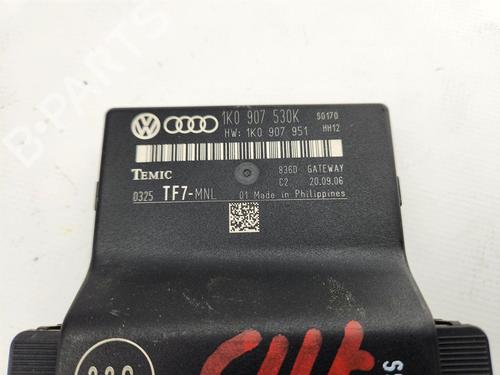 1K0 907 530K SG170
HW: 1K0 907 951 HH12
TEMIC 836D GATEWAY
C2 20.09.06
D325 TF7-MNL 01 Made in Philippines
B-PARTS